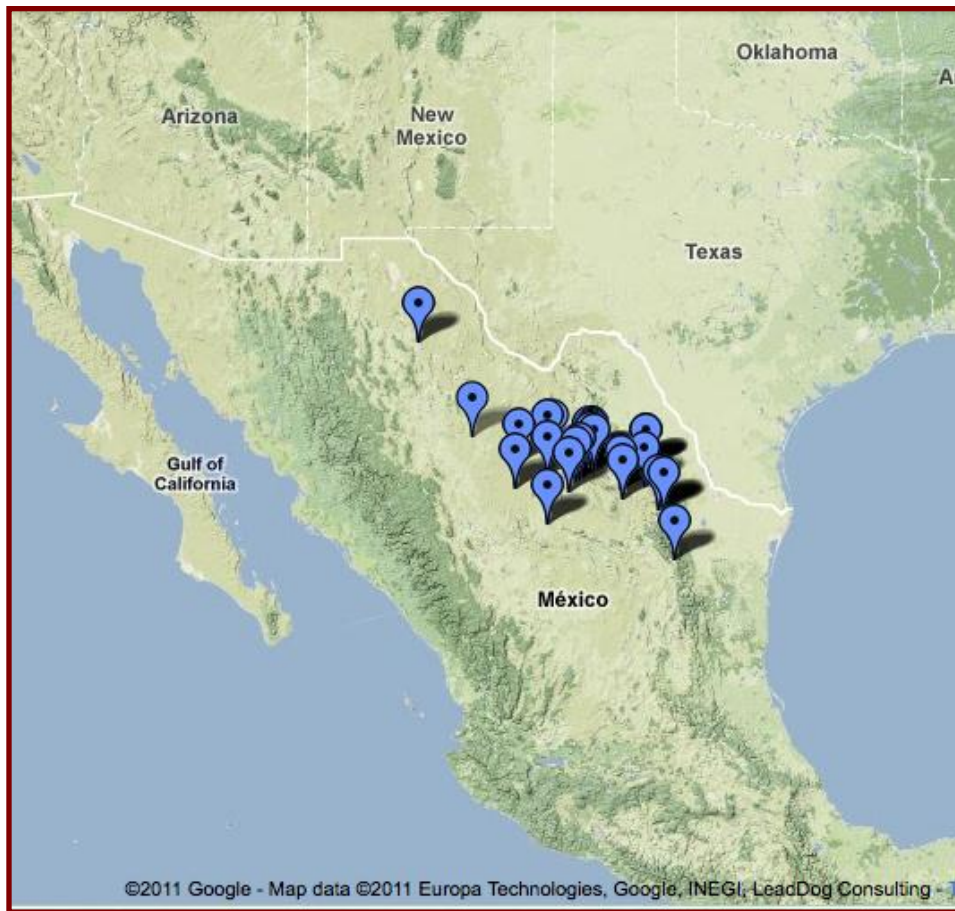 Oklahoma
A
Arizona
New
Mexico
Texas
Gulf of
California
México
©2011 Google - Map data ©2011 Europa Technologies, Google, INEGI, LeadDog Consulting - T